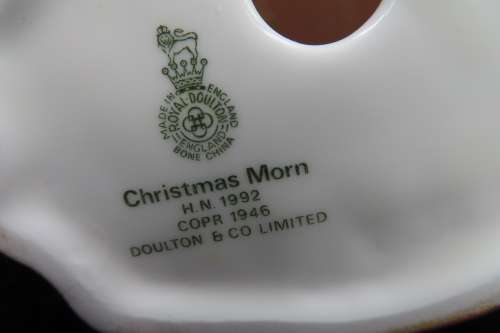 MADE IN ENGLAND
ROYAL DOULTON
ENGLAND
BONE CHINA
Christmas Morn
H.N. 1992
COPR 1946
DOULTON & CO LIMITED